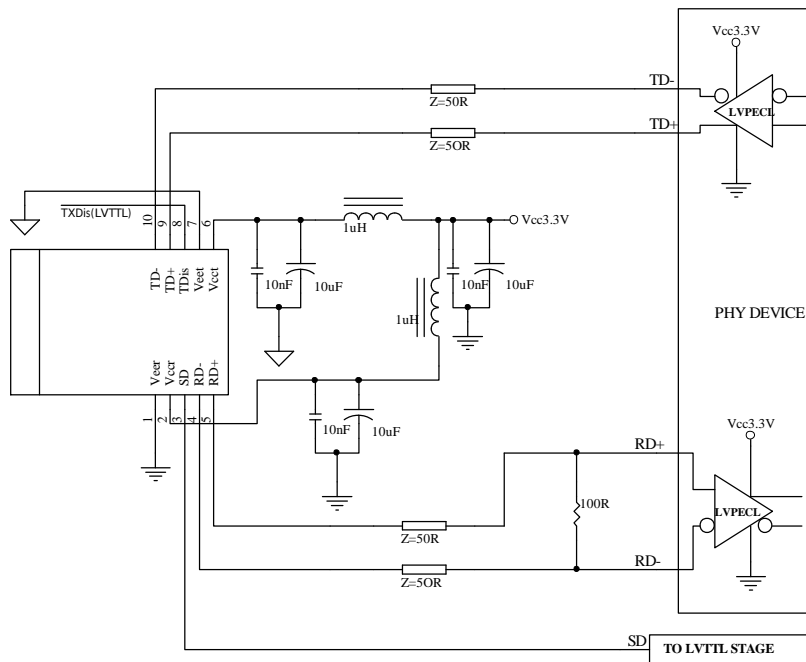 Vcc3.3V
TD-
Z=50R
LVPECL
TD+
Z=5OR
TXDis(LVTTL)
10
9
8
7
6
1uH
Vcc3.3V
TD-
TD+
TDis
Veet
Vcct
10nF
10uF
10nF
10uF
1uH
PHY DEVICE
Veer
Vccr
SD
RD-
RD+
1
2
3
4
5
10nF
10uF
Vcc3.3V
RD+
100R
LVPECL
Z=50R
RD-
Z=5OR
SD
TO LVTTL STAGE